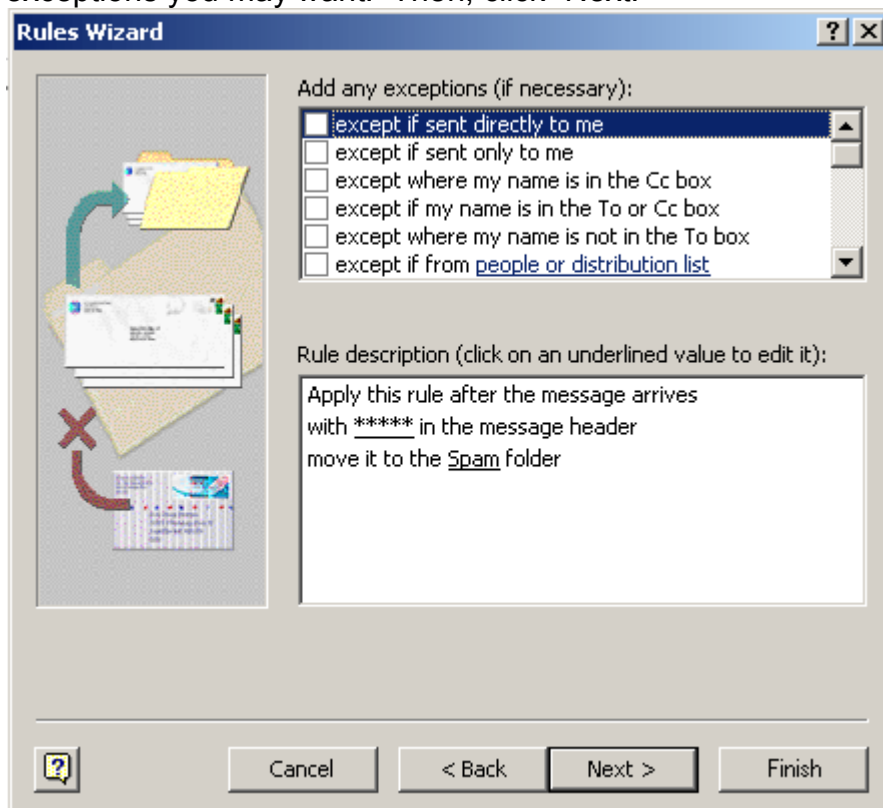 exceptions you may want. Then, click "Next."
Rules Wizard
Add any exceptions (if necessary):
except if sent directly to me
except if sent only to me
except where my name is in the Cc box
except if my name is in the To or Cc box
except where my name is not in the To box
except if from people or distribution list
Rule description (click on an underlined value to edit it):
Apply this rule after the message arrives
with ***** in the message header
move it to the Spam folder
Cancel
< Back
Next >
Finish